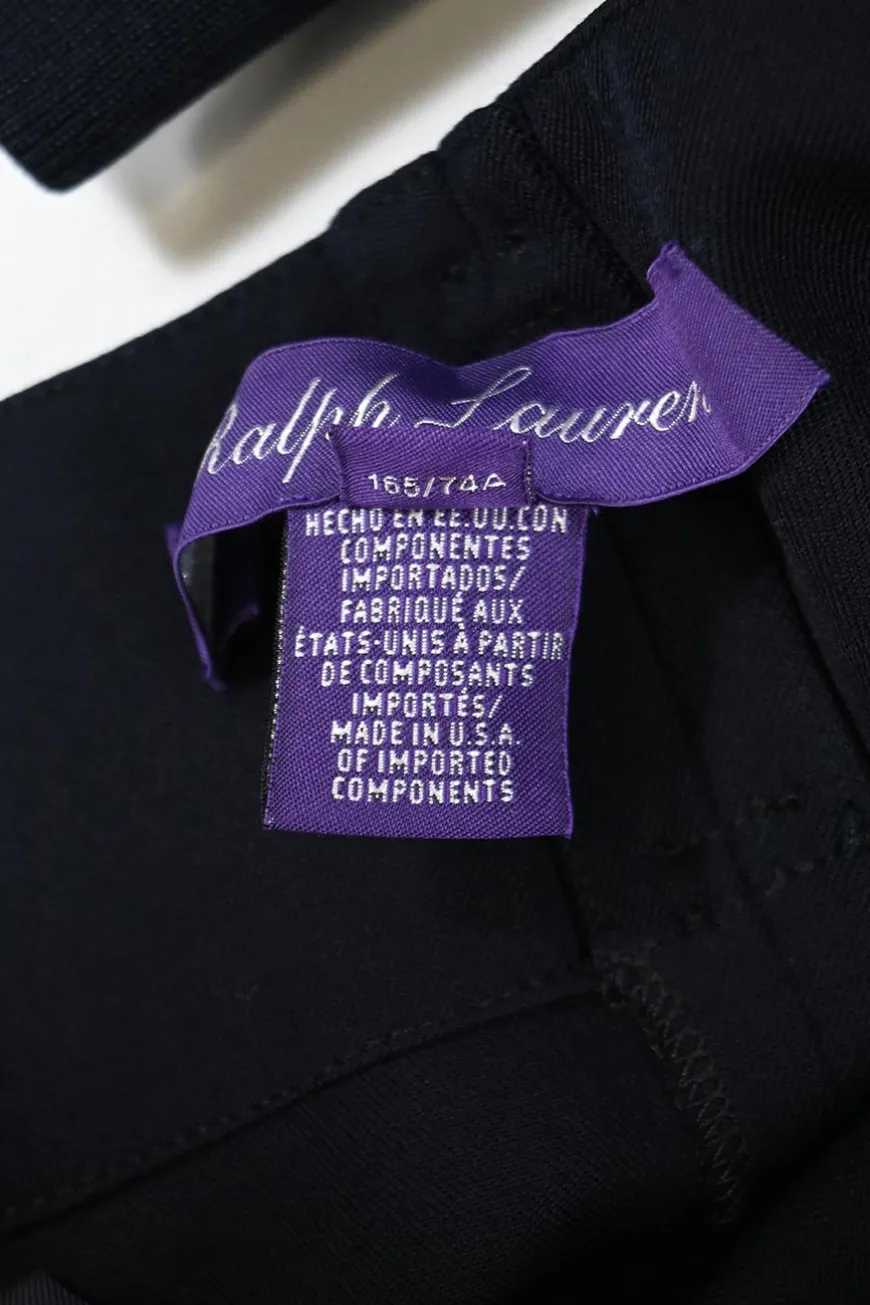 Ralph Lauren
165/74A
HECHO EN EE.UU.CON
COMPONENTES
IMPORTADOS/
FABRIQUÉ AUX
ÉTATS-UNIS À PARTIR
DE COMPOSANTS
IMPORTÉS/
MADE IN U.S.A.
OF IMPORTED
COMPONENTS